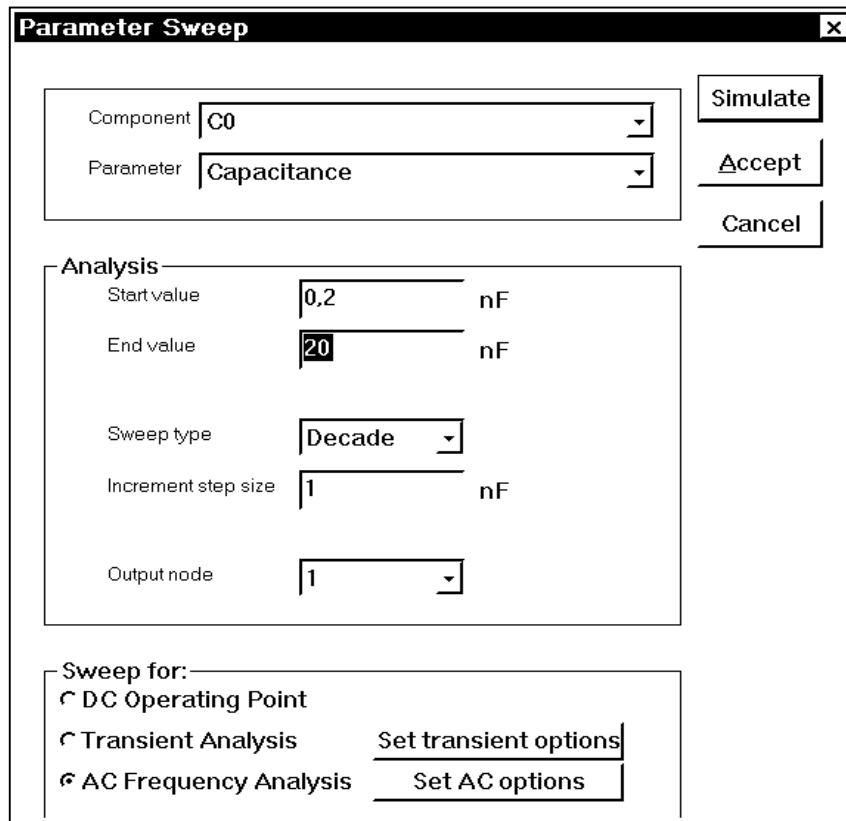 Parameter Sweep
Component C0
Parameter Capacitance
Simulate
Accept
Cancel
Analysis
Start value 0,2 nF
End value 20 nF
Sweep type Decade
Increment step size 1 nF
Output node 1
Sweep for:
DC Operating Point
Transient Analysis Set transient options
AC Frequency Analysis Set AC options